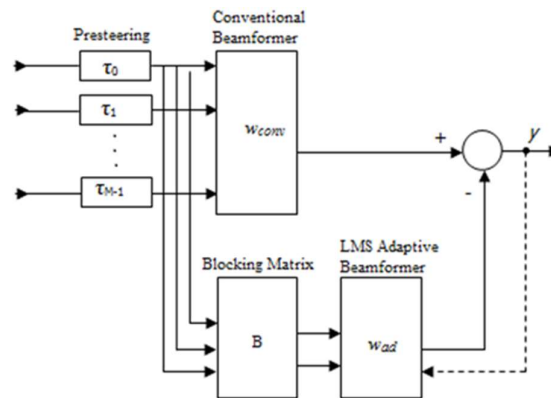 Conventional
Beamformer
Presteering
τ0
τ1
τM-1
wconv
+
-
y
Blocking Matrix
B
LMS Adaptive
Beamformer
wad